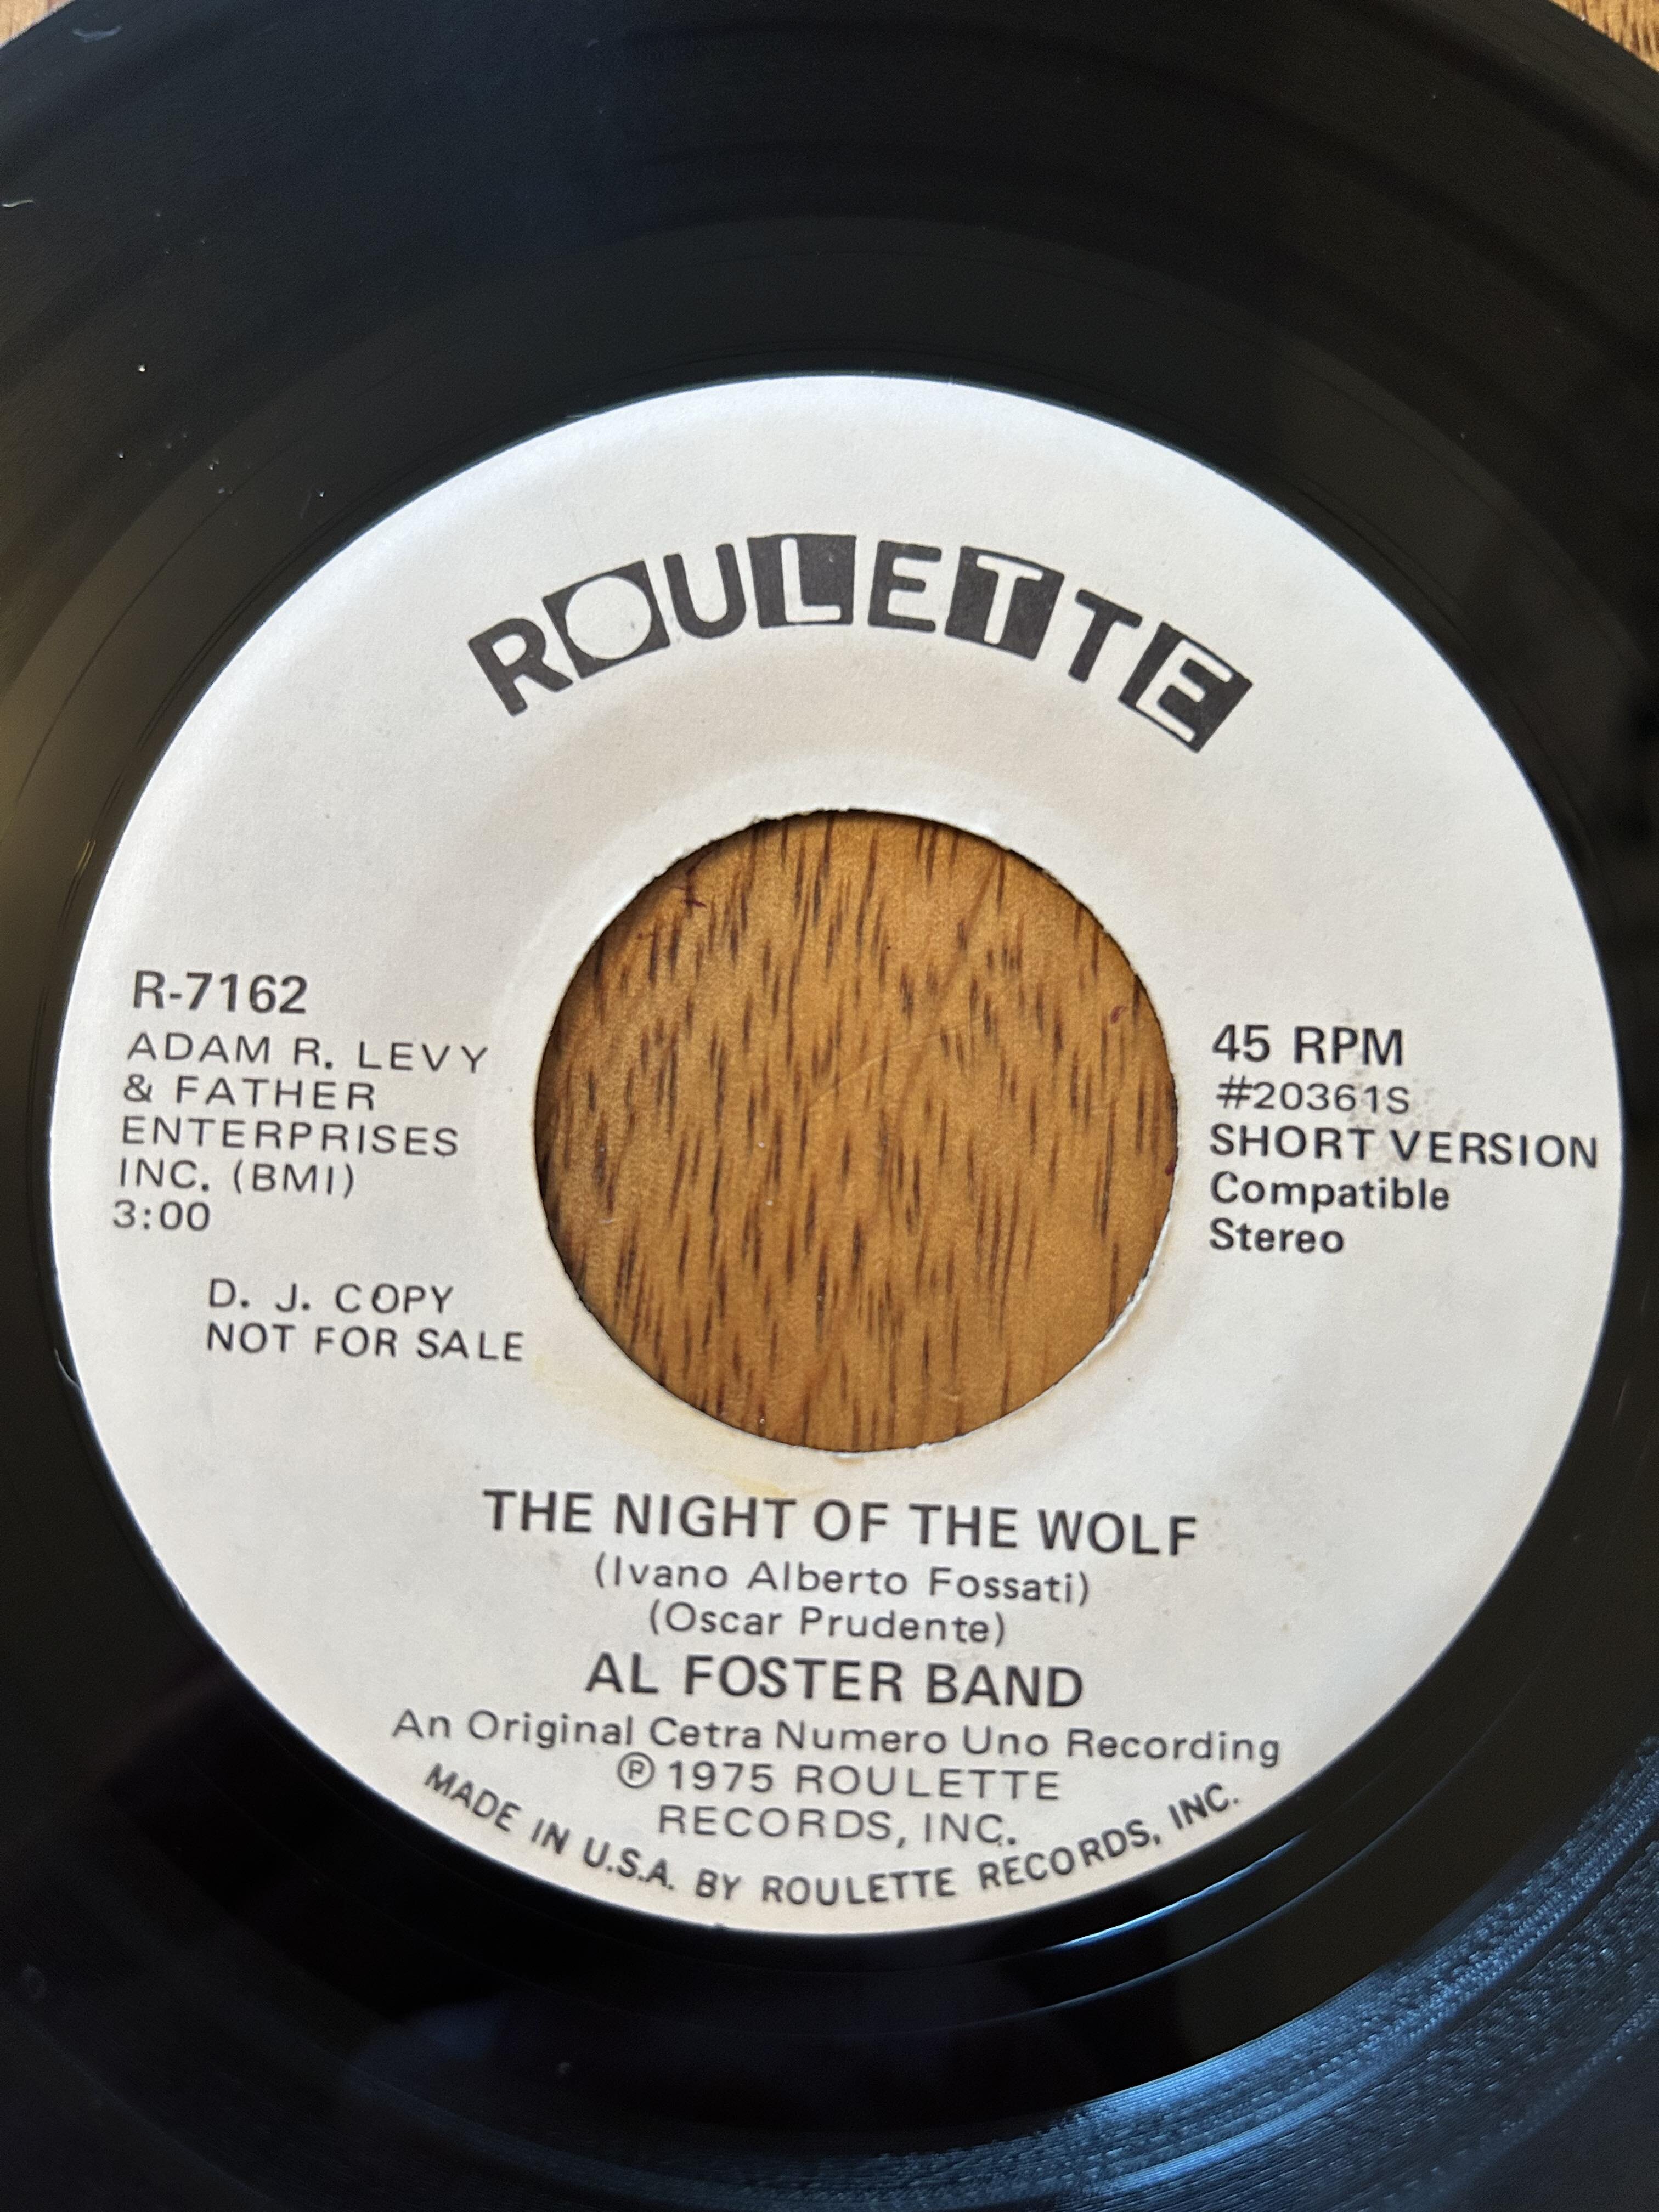 ROULETTE
R-7162
ADAM R. LEVY
& FATHER
ENTERPRISES
INC. (BMI)
3:00
D. J. COPY
NOT FOR SALE
45 RPM
#20361S
SHORT VERSION
Compatible
Stereo
THE NIGHT OF THE WOLF
(Ivano Alberto Fossati)
(Oscar Prudente)
AL FOSTER BAND
An Original Cetra Numero Uno Recording
Ⓟ 1975 ROULETTE
RECORDS, INC.
MADE IN U.S.A. BY ROULETTE RECORDS, INC.